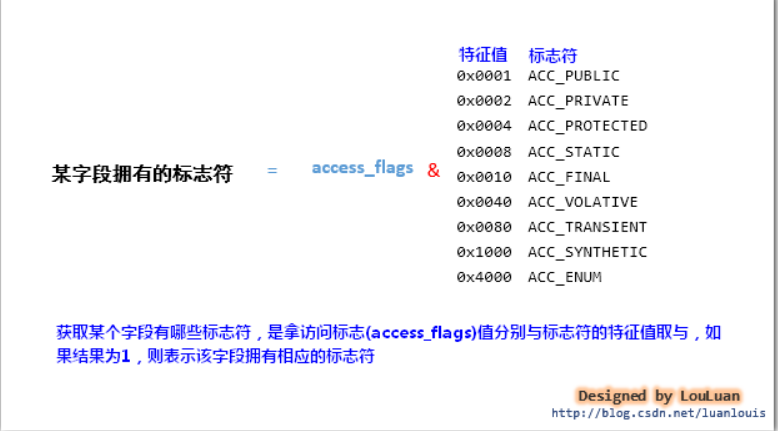 特征值 标志符
0x0001 ACC_PUBLIC
0x0002 ACC_PRIVATE
0x0004 ACC_PROTECTED
0x0008 ACC_STATIC
某字段拥有的标志符 = access_flags & 0x0010 ACC_FINAL
0x0040 ACC_VOLATIVE
0x0080 ACC_TRANSIENT
0x1000 ACC_SYNTHETIC
0x4000 ACC_ENUM
获取某个字段有哪些标志符，是拿访问标志(access_flags)值分别与标志符的特征值取与，如
果结果为1，则表示该字段拥有相应的标志符
Designed by LouLuan
http://blog.csdn.net/luanlouis